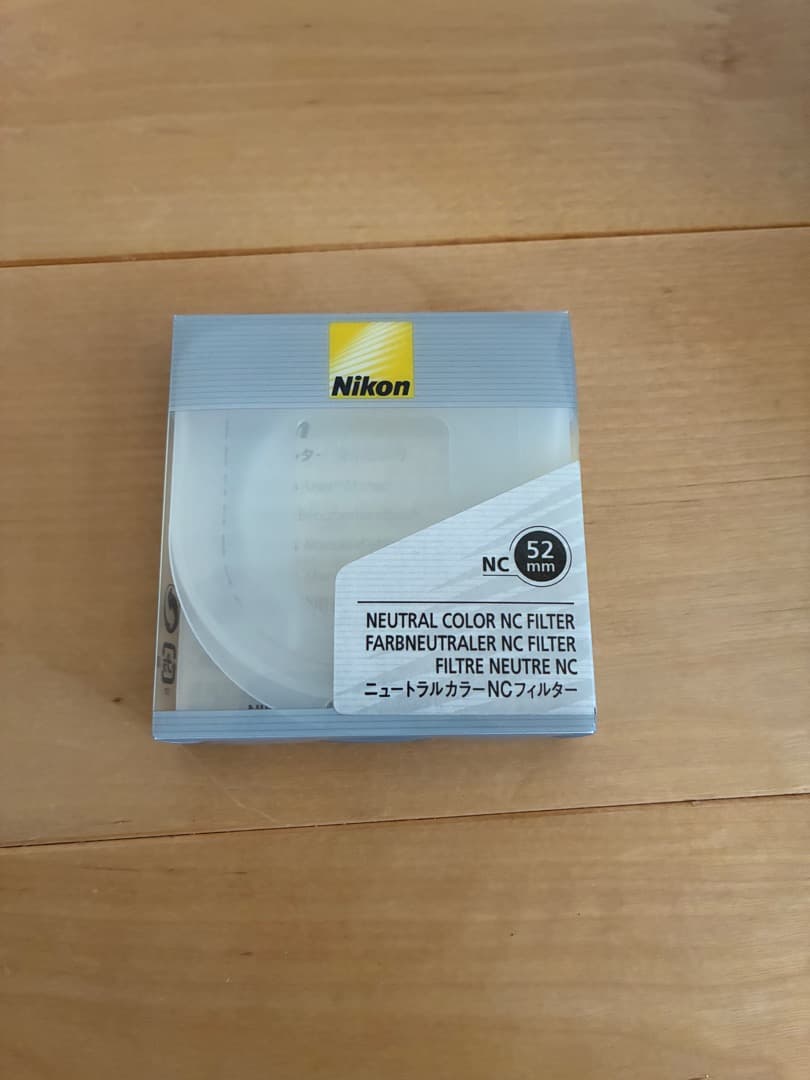 Nikon
NC 52 mm
NEUTRAL COLOR NC FILTER
FARBNEUTRALER NC FILTER
FILTRE NEUTRE NC
ニュートラルカラーNCフィルター